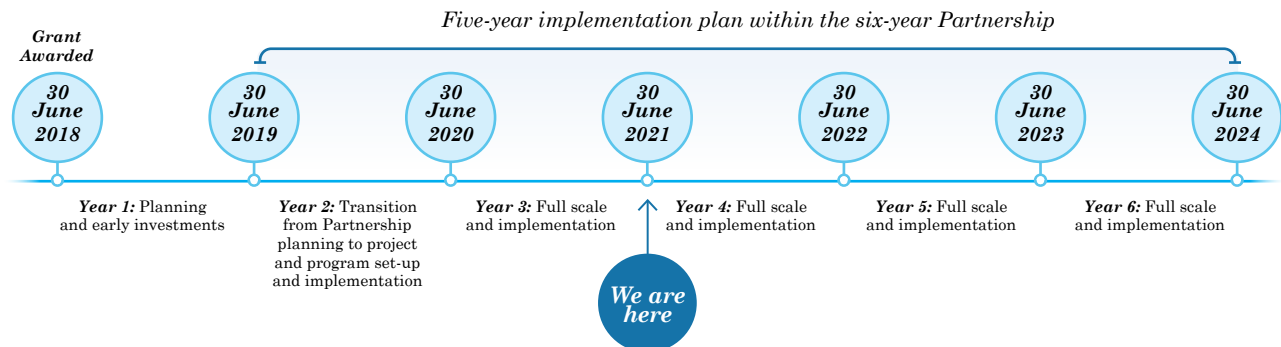 Five-year implementation plan within the six-year Partnership
Grant
Awarded
30
June
2018
30
June
2019
30
June
2020
30
June
2021
30
June
2022
30
June
2023
30
June
2024
Year 1: Planning
and early investments
Year 2: Transition
from Partnership
planning to project
and program set-up
and implementation
Year 3: Full scale
and implementation
Year 4: Full scale
and implementation
Year 5: Full scale
and implementation
Year 6: Full scale
and implementation
We are
here